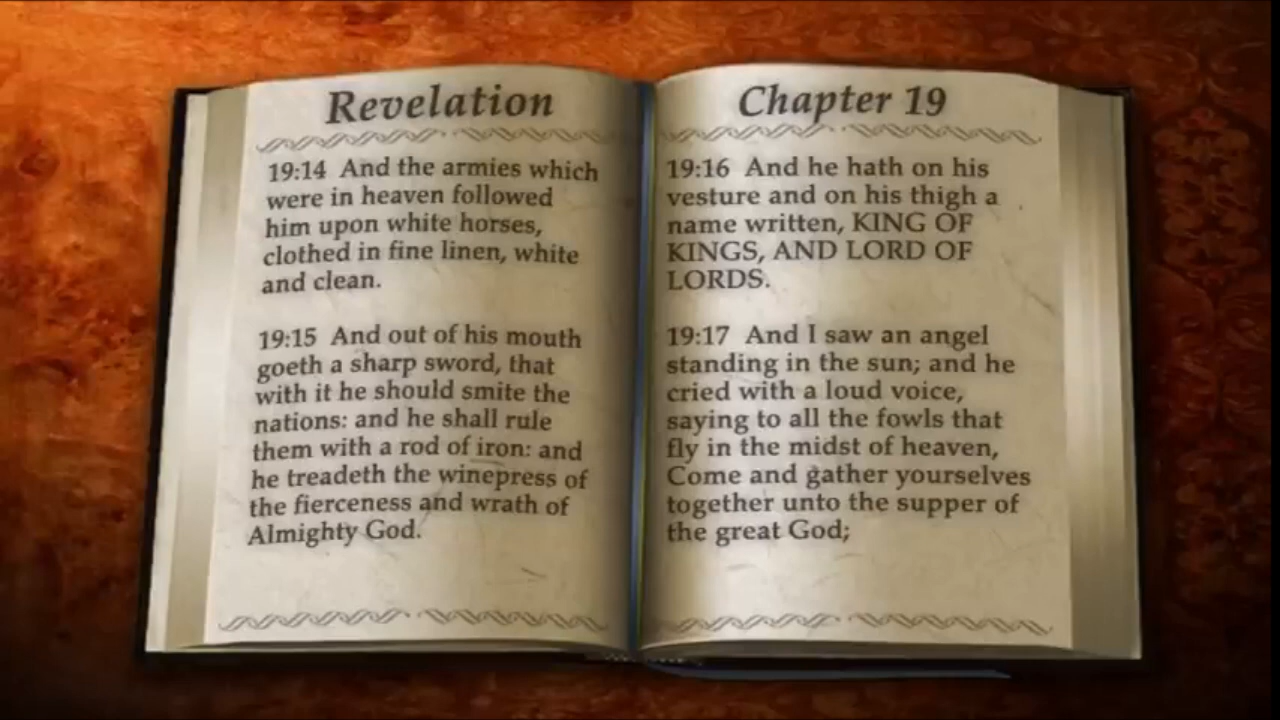 Revelation
19:14 And the armies which
were in heaven followed
him upon white horses,
clothed in fine linen, white
and clean.
19:15 And out of his mouth
goeth a sharp sword, that
with it he should smite the
nations: and he shall rule
them with a rod of iron: and
he treadeth the winepress of
the fierceness and wrath of
Almighty God.
Chapter 19
19:16 And he hath on his
vesture and on his thigh a
name written, KING OF
KINGS, AND LORD OF
LORDS.
19:17 And I saw an angel
standing in the sun; and he
cried with a loud voice,
saying to all the fowls that
fly in the midst of heaven,
Come and gather yourselves
together unto the supper of
the great God;